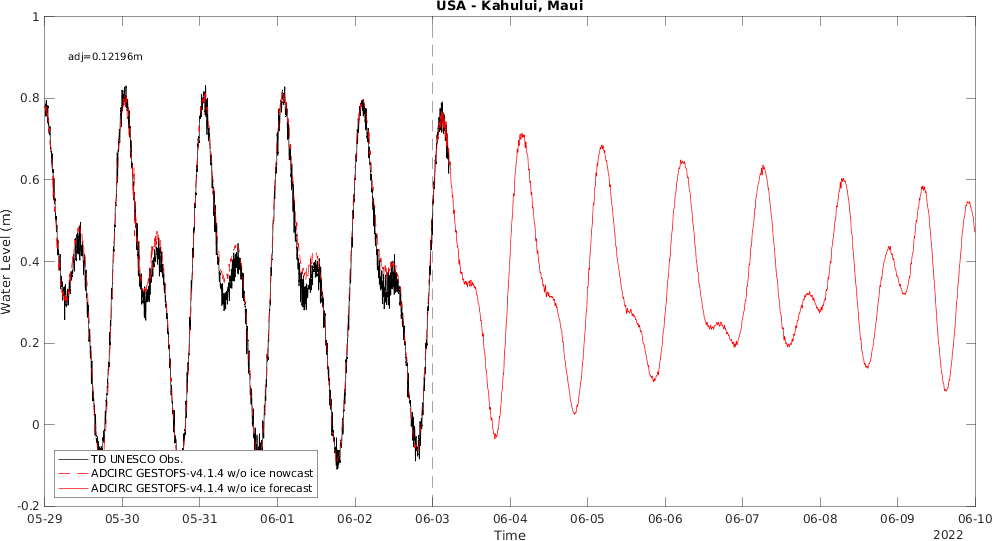 USA - Kahului, Maui
adj=0.12196m
1
0.8
0.6
0.4
0.2
0
-0.2
Water Level (m)
TD UNESCO Obs.
ADCIRC GESTOFS-v4.1.4 w/o ice nowcast
ADCIRC GESTOFS-v4.1.4 w/o ice forecast
05-29 05-30 05-31 06-01 06-02 06-03 06-04 06-05 06-06 06-07 06-08 06-09 06-10
Time
2022